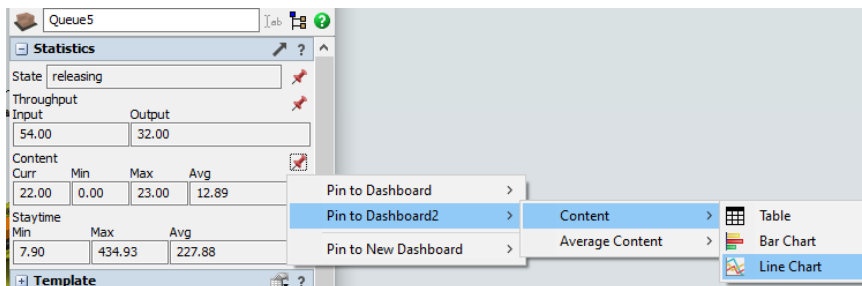 Queue5 Iab ?
Statistics ?
State releasing
Throughput
Input Output
54.00 32.00
Content
Curr Min Max Avg
22.00 0.00 23.00 12.89
Staytime
Min Max Avg
7.90 434.93 227.88
Template ?
Pin to Dashboard
Pin to Dashboard2
Pin to New Dashboard
Content
Average Content
Table
Bar Chart
Line Chart